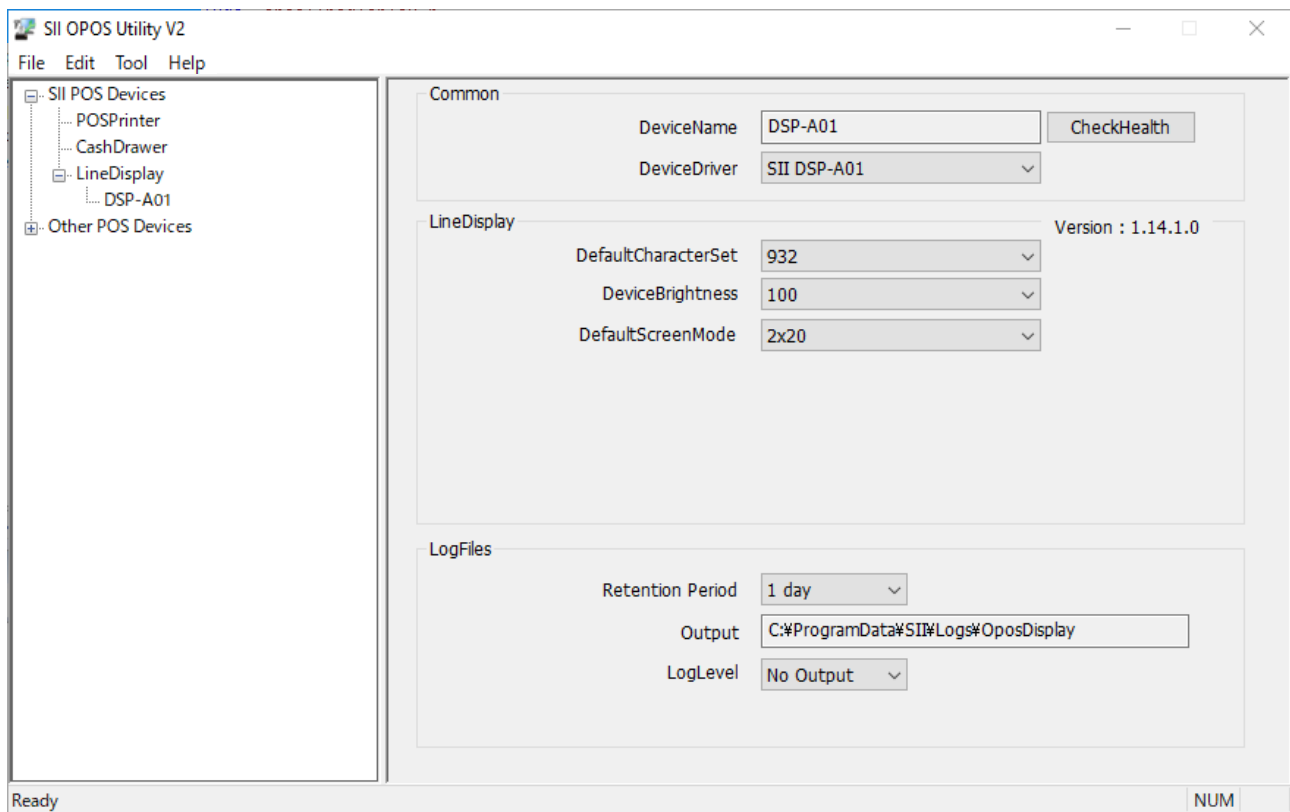 SII OPOS Utility V2
File Edit Tool Help
SII POS Devices
POSPrinter
CashDrawer
LineDisplay
DSP-A01
Other POS Devices
Common
DeviceName DSP-A01 CheckHealth
DeviceDriver SII DSP-A01
LineDisplay Version : 1.14.1.0
DefaultCharacterSet 932
DeviceBrightness 100
DefaultScreenMode 2x20
LogFiles
Retention Period 1 day
Output C:¥ProgramData¥SII¥Logs¥OposDisplay
LogLevel No Output
Ready NUM